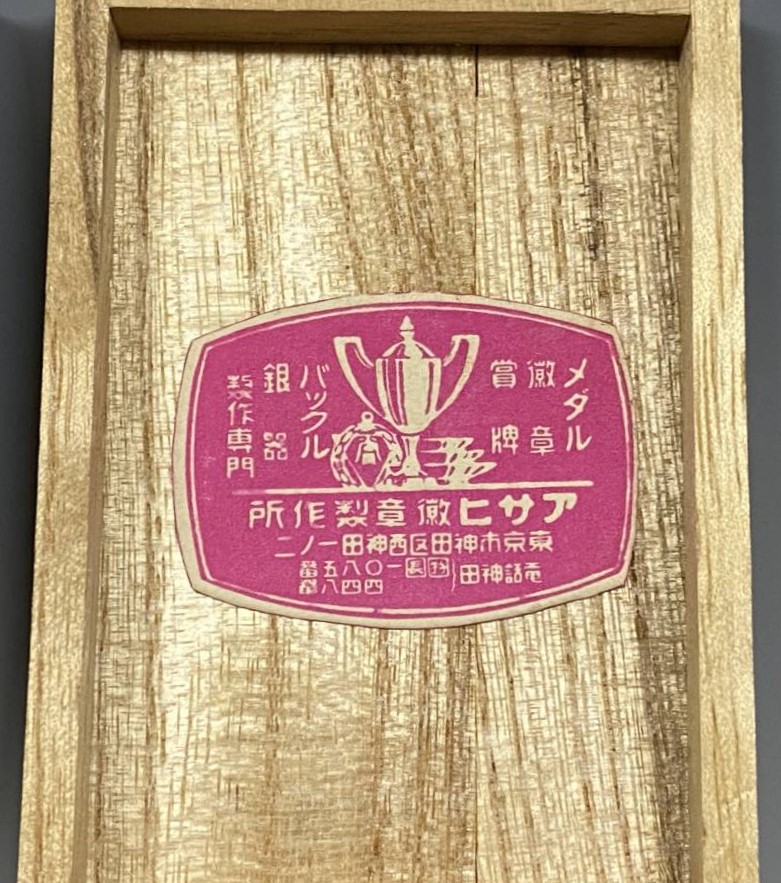 メダル
徽章
賞牌
バックル
銀器
製作専門
アサヒ徽章製作所
東京市神田区西神田一ノ二
電話神田 長 一〇八五番
四四八番